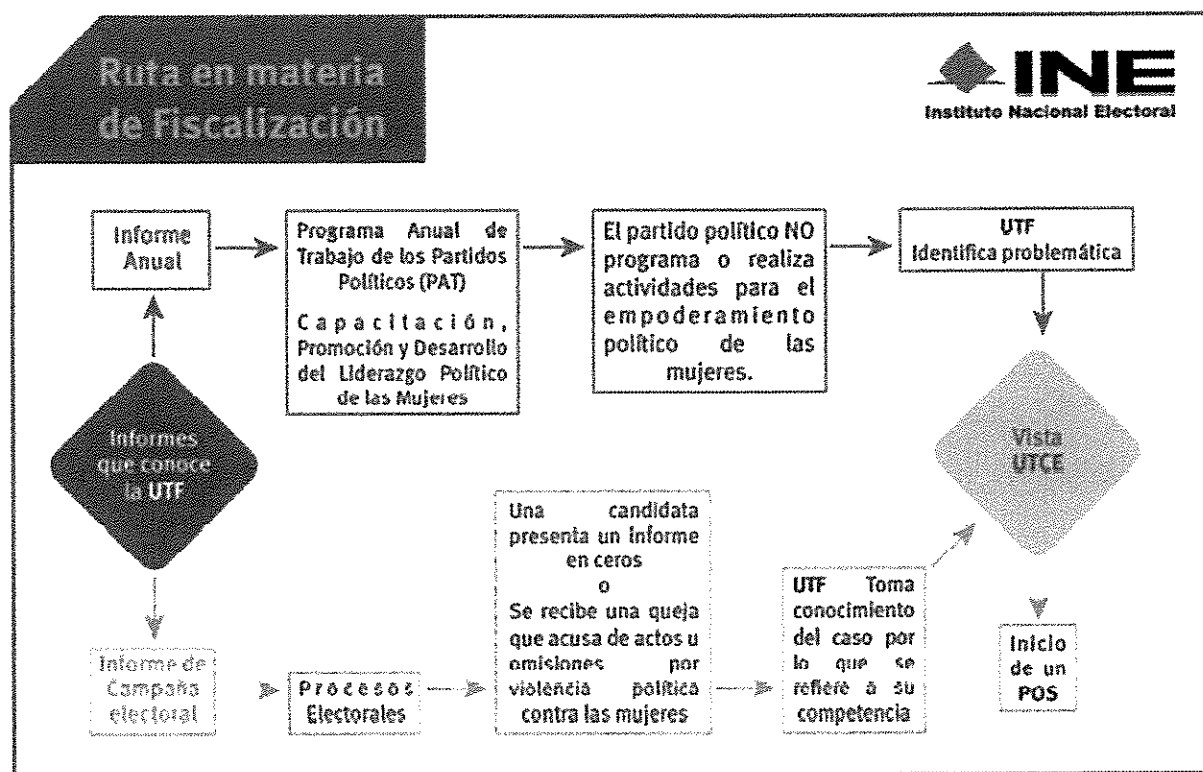 Ruta en materia
de Fiscalización
INE
Instituto Nacional Electoral
Informe
Anual
Programa Anual de
Trabajo de los Partidos
Políticos (PAT)
Capacitación,
Promoción y Desarrollo
del Liderazgo Político
de las Mujeres
El partido político NO
programa o realiza
actividades para el
empoderamiento
político de las
mujeres.
UTF
Identifica problemática
Informes
que conoce
la UTF
Vista
UTCE
Informe de
Campaña
electoral
Procesos
Electorales
Una candidata
presenta un informe
en ceros
o
Se recibe una queja
que acusa de actos u
omisiones por
violencia política
contra las mujeres
UTF Toma
conocimiento
del caso por
lo que se
refiere a su
competencia
Inicio
de un
POS